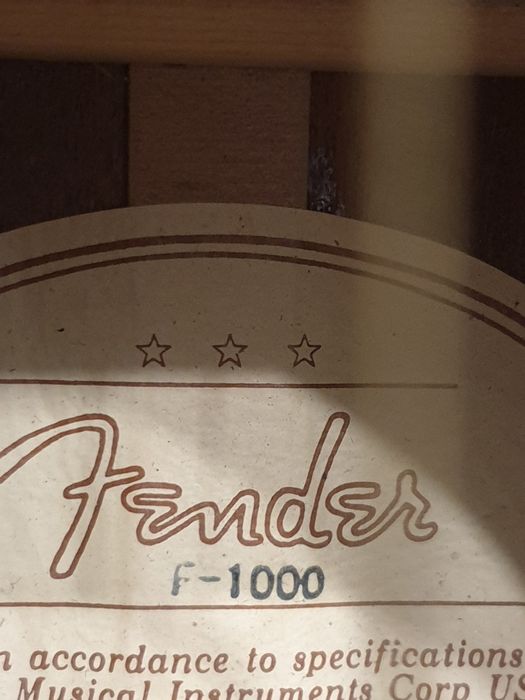 Fender
F-1000
accordance to specifications
Musical Instruments Corp